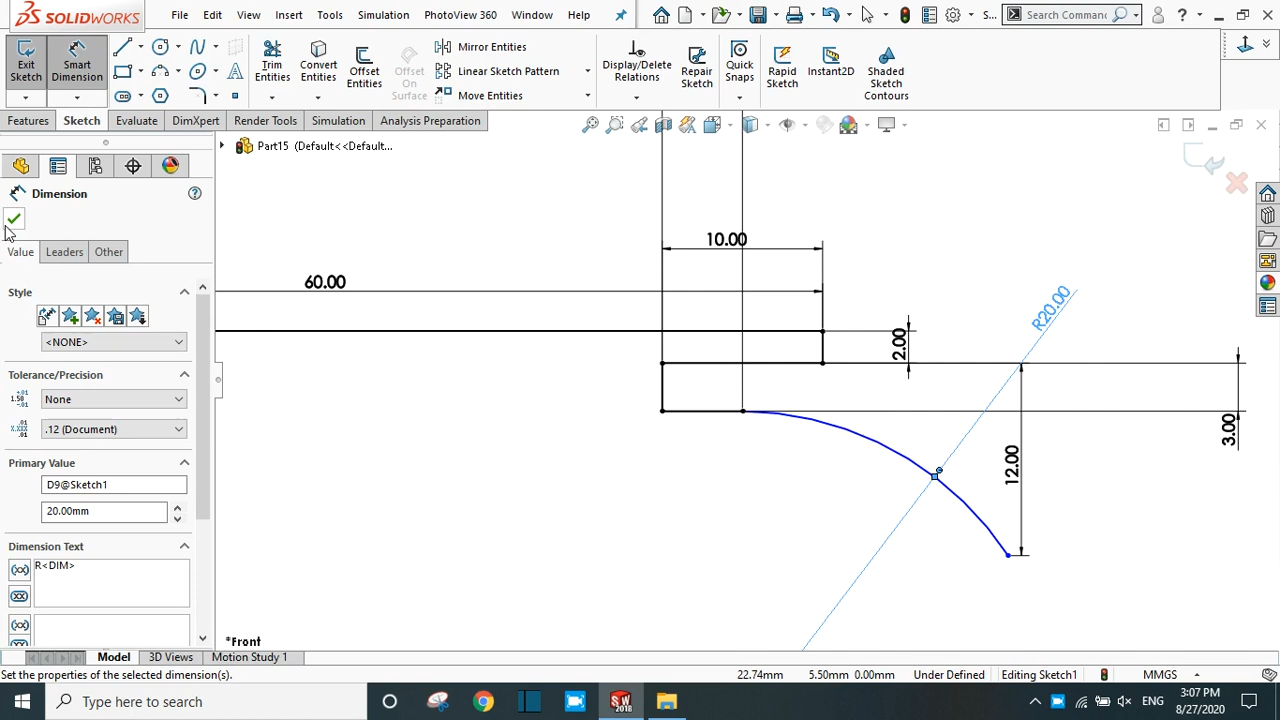 SOLIDWORKS File Edit View Insert Tools Simulation PhotoView 360 Window Help S... Search Comman
Exit Sketch Smart Dimension Trim Entities Convert Entities Offset Entities Offset On Surface Mirror Entities Linear Sketch Pattern Move Entities Display/Delete Relations Repair Sketch Quick Snaps Rapid Sketch Instant2D Shaded Sketch Contours
Features Sketch Evaluate DimXpert Render Tools Simulation Analysis Preparation
Part15 (Default<<Default...
Dimension
Value Leaders Other
Style
<NONE>
Tolerance/Precision
None
.12 (Document)
Primary Value
D9@Sketch1
20.00mm
Dimension Text
R<DIM>
10.00
60.00
R20.00
2.00
3.00
12.00
*Front
Model 3D Views Motion Study 1
Set the properties of the selected dimension(s). 22.74mm 5.50mm 0.00mm Under Defined Editing Sketch1 MMGS
Type here to search ENG 3:07 PM
8/27/2020